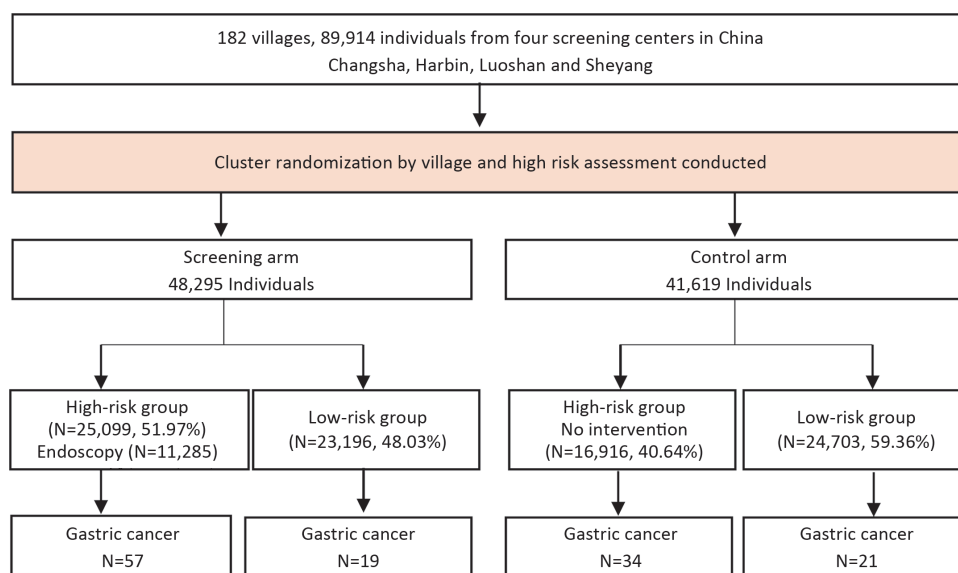 182 villages, 89,914 individuals from four screening centers in China
Changsha, Harbin, Luoshan and Sheyang
Cluster randomization by village and high risk assessment conducted
Screening arm
48,295 Individuals
Control arm
41,619 Individuals
High-risk group
(N=25,099, 51.97%)
Endoscopy (N=11,285)
Low-risk group
(N=23,196, 48.03%)
High-risk group
No intervention
(N=16,916, 40.64%)
Low-risk group
(N=24,703, 59.36%)
Gastric cancer
N=57
Gastric cancer
N=19
Gastric cancer
N=34
Gastric cancer
N=21